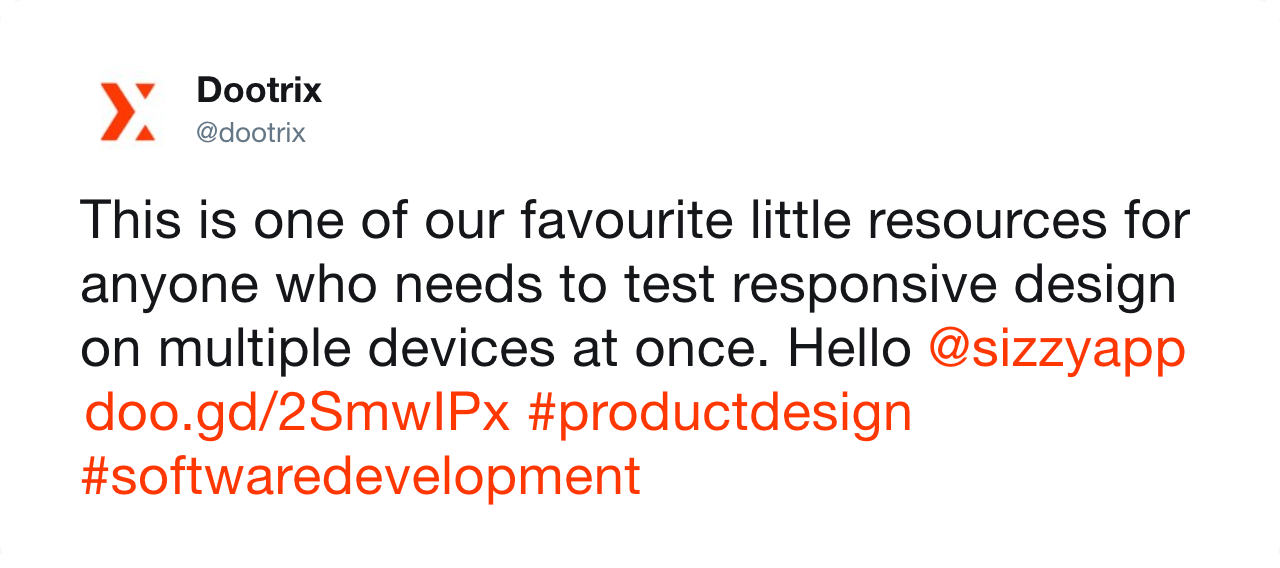 Dootrix
@dootrix
This is one of our favourite little resources for
anyone who needs to test responsive design
on multiple devices at once. Hello @sizzyapp
doo.gd/2SmwIPx #productdesign
#softwaredevelopment